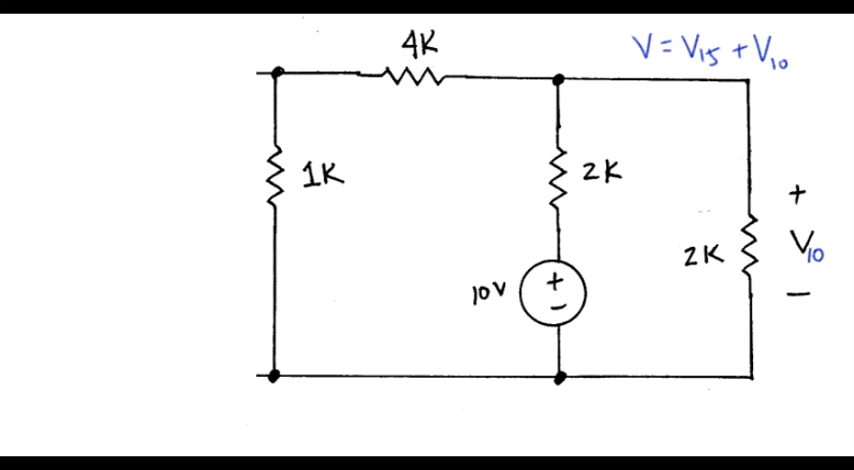 4K
V = V15 + V10
1K
2K
+
2K
V10
10V
+
-
-